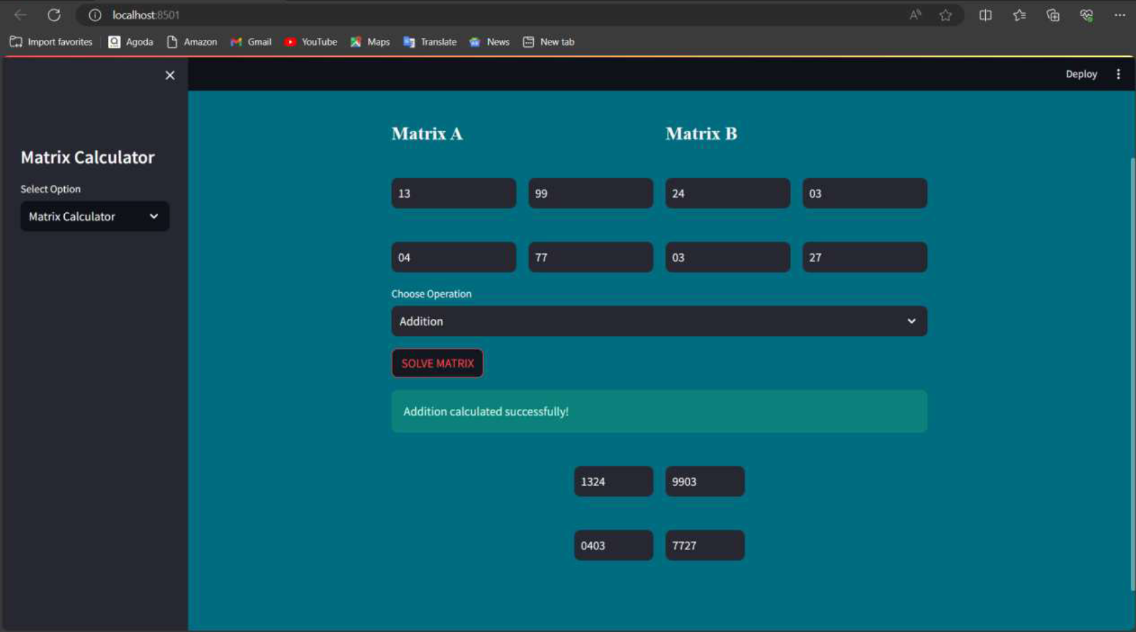 localhost:8501
Import favorites Agoda Amazon Gmail YouTube Maps Translate News New tab
Deploy
Matrix Calculator
Select Option
Matrix Calculator
Matrix A Matrix B
13 99 24 03
04 77 03 27
Choose Operation
Addition
SOLVE MATRIX
Addition calculated successfully!
1324 9903
0403 7727